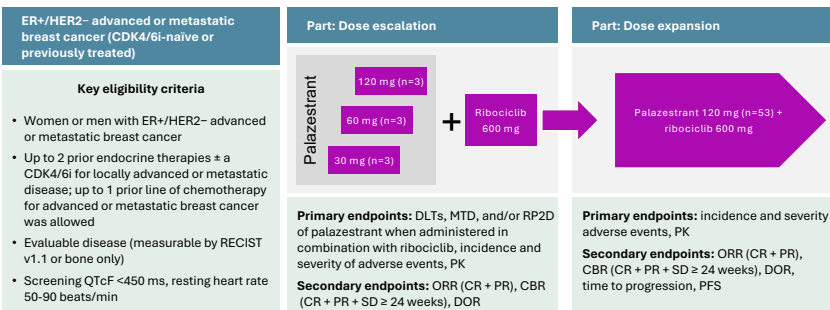 ER+/HER2− advanced or metastatic
breast cancer (CDK4/6i-naïve or
previously treated)
Key eligibility criteria
• Women or men with ER+/HER2− advanced
or metastatic breast cancer
• Up to 2 prior endocrine therapies ± a
CDK4/6i for locally advanced or metastatic
disease; up to 1 prior line of chemotherapy
for advanced or metastatic breast cancer
was allowed
• Evaluable disease (measurable by RECIST
v1.1 or bone only)
• Screening QTcF <450 ms, resting heart rate
50-90 beats/min
Part: Dose escalation
Palazestrant
120 mg (n=3)
60 mg (n=3)
30 mg (n=3)
+
Ribociclib
600 mg
Primary endpoints: DLTs, MTD, and/or RP2D
of palazestrant when administered in
combination with ribociclib, incidence and
severity of adverse events, PK
Secondary endpoints: ORR (CR + PR), CBR
(CR + PR + SD ≥ 24 weeks), DOR
Part: Dose expansion
Palazestrant 120 mg (n=53) +
ribociclib 600 mg
Primary endpoints: incidence and severity
adverse events, PK
Secondary endpoints: ORR (CR + PR),
CBR (CR + PR + SD ≥ 24 weeks), DOR,
time to progression, PFS